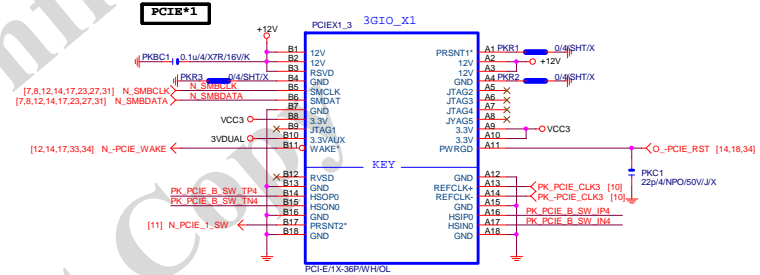 PCIE*1
PCIEX1_3
3GIO_X1
+12V
PKBC1
0.1u/4/X7R/16V/K
B1
12V
PRSNT1*
A1
PKR1
0/4/SHT/X
B2
12V
12V
A2
+12V
B3
RSVD
12V
A3
PKR3
0/4/SHT/X
B4
GND
GND
A4
PKR2
0/4/SHT/X
[7,8,12,14,17,23,27,31]
N_SMBCLK
N_SMBCLK
B5
SMCLK
JTAG2
A5
[7,8,12,14,17,23,27,31]
N_SMBDATA
N_SMBDATA
B6
SMDAT
JTAG3
A6
B7
GND
JTAG4
A7
VCC3
B8
3.3V
JYAG5
A8
B9
JTAG1
3.3V
A9
VCC3
3VDUAL
B10
3.3VAUX
3.3V
A10
[12,14,17,33,34]
N_-PCIE_WAKE
B11
WAKE*
PWRGD
A11
O_-PCIE_RST [14,18,34]
KEY
PKC1
22p/4/NPO/50V/J/X
B12
RVSD
GND
A12
B13
GND
REFCLK+
A13
PK_PCIE_CLK3 [10]
PK_PCIE_B_SW_TP4
B14
HSOP0
REFCLK-
A14
PK_-PCIE_CLK3 [10]
PK_PCIE_B_SW_TN4
B15
HSON0
GND
A15
B16
GND
HSIP0
A16
PK_PCIE_B_SW_IP4
[11] N_PCIE_1_SW
B17
PRSNT2*
HSIN0
A17
PK_PCIE_B_SW_IN4
B18
GND
GND
A18
PCI-E/1X-36P/WH/OL
Copy